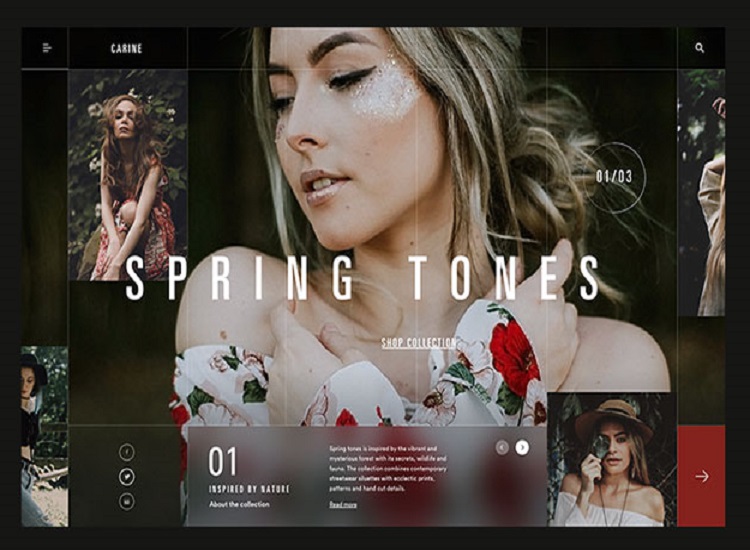 CARINE
01/03
SPRING TONES
SHOP COLLECTION
01
INSPIRED BY NATURE
About the collection
Spring tones is inspired by the vibrant and
mysterious forest with its secrets, wildlife and
fauna. The collection combines contemporary
streetwear situettes with ecclectic prints,
patterns and hand cut details.
Read more